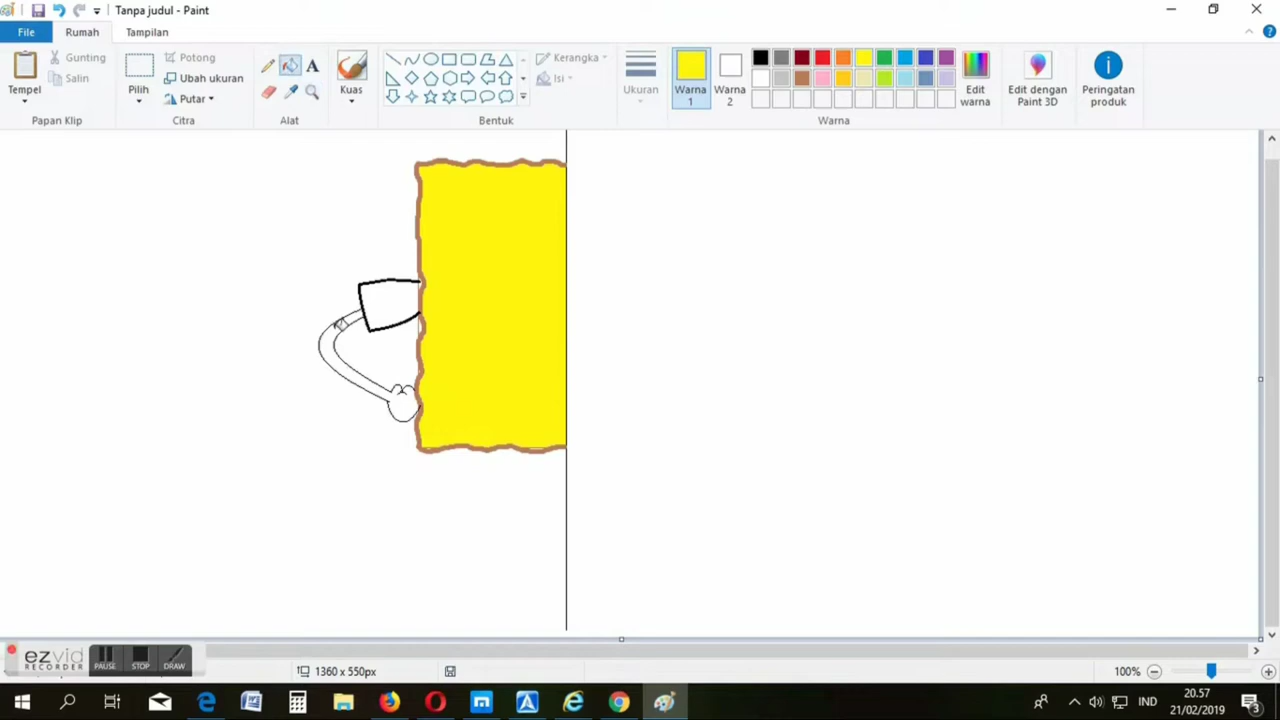 Tanpa judul - Paint
File Rumah Tampilan
Tempel
Gunting
Salin
Papan Klip
Pilih
Potong
Ubah ukuran
Putar
Citra
A
Alat
Kuas
Kerangka
Isi
Bentuk
Ukuran
Warna 1
Warna 2
Edit warna
Warna
Edit dengan Paint 3D
Peringatan produk
ezvid
RECORDER
PAUSE STOP DRAW
1360 x 550px
100%
IND
20.57
21/02/2019
3